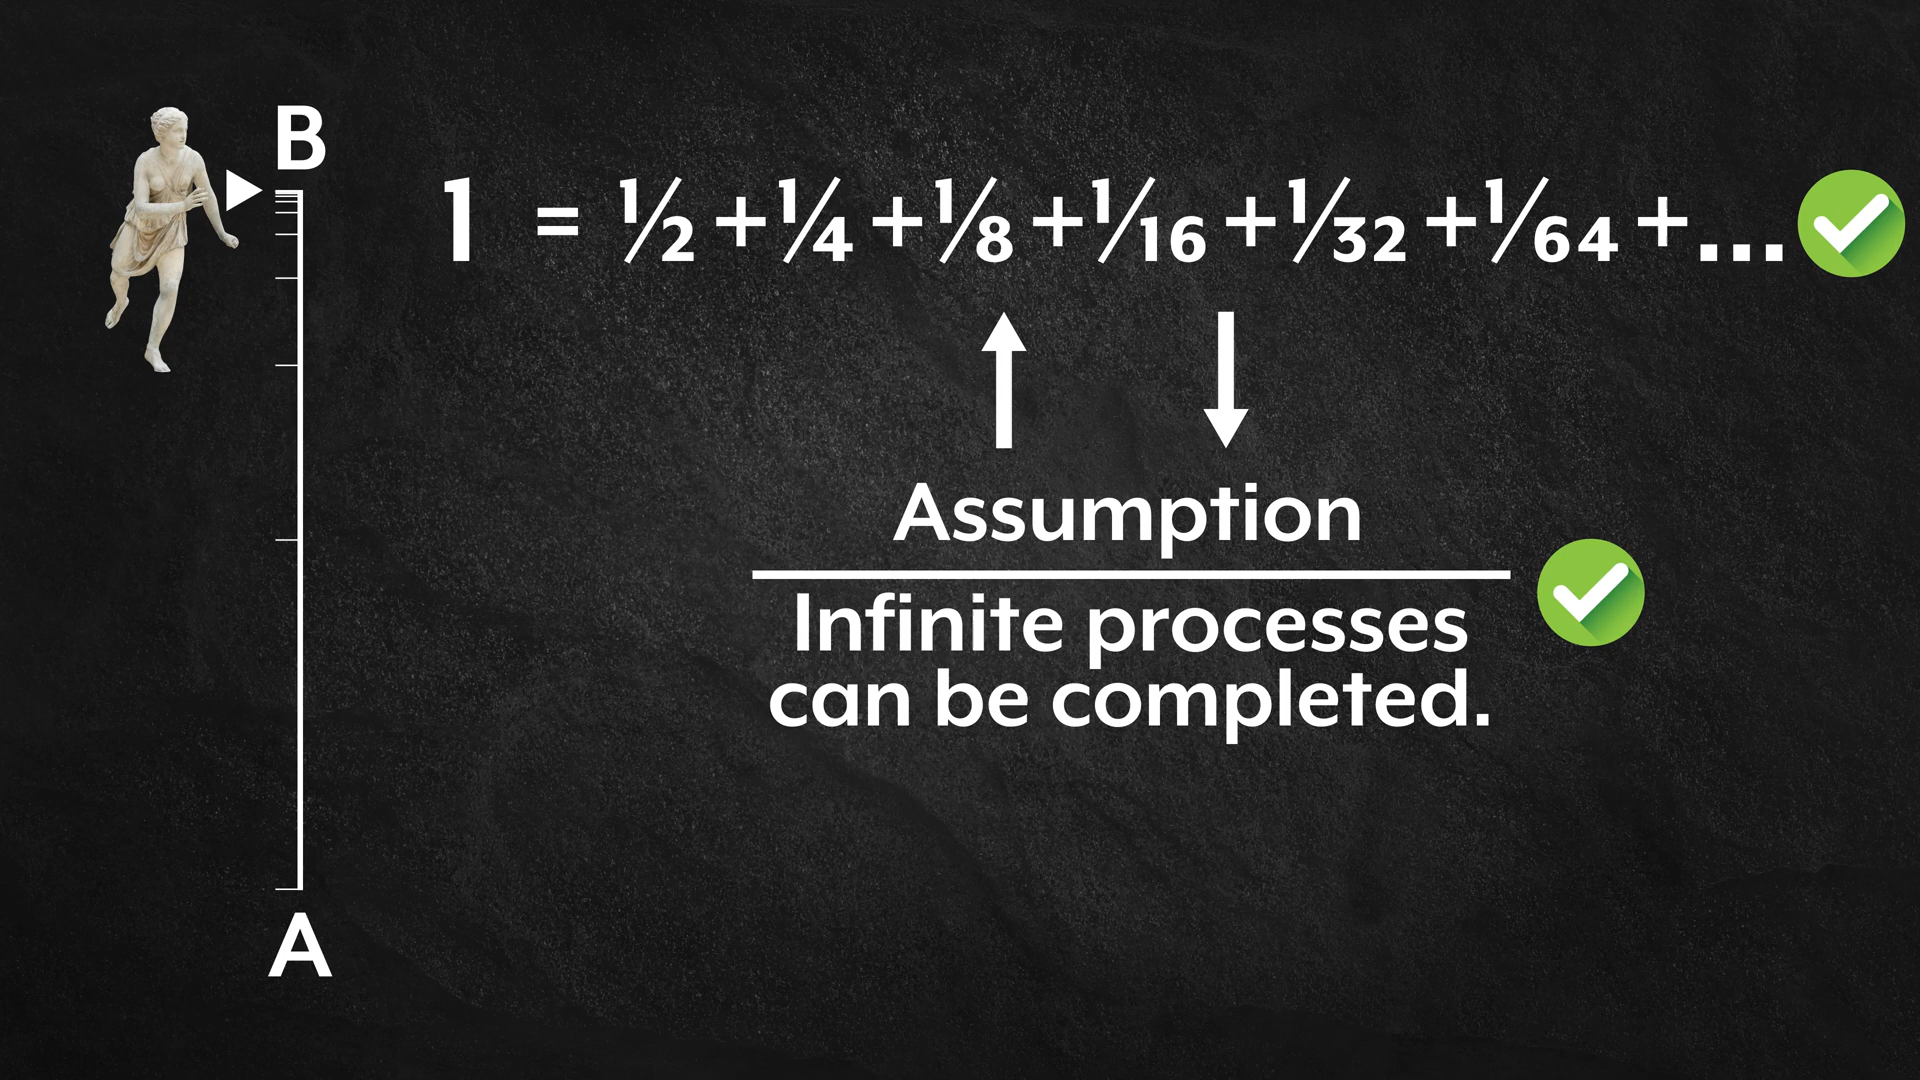 B
1 = ½ + ¼ + ⅛ + 1⁄16 + 1⁄32 + 1⁄64 + ...
Assumption
Infinite processes
can be completed.
A